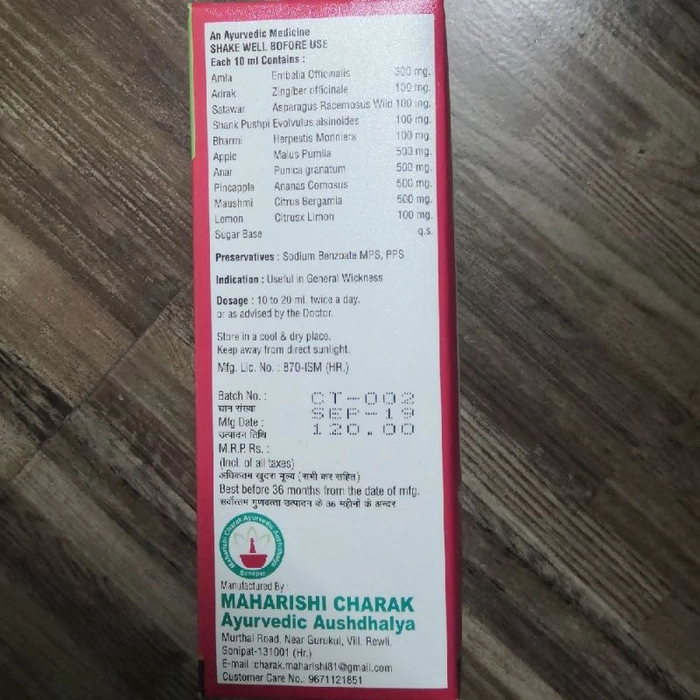 An Ayurvedic Medicine
SHAKE WELL BOFORE USE
Each 10 ml Contains :
Amla Embelia Officinalis 300 mg.
Adrak Zingiber officinale 100 mg.
Satawar Asparagus Racemosus Wild 100 mg.
Shank Pushpi Evolvulus alsinoides 100 mg.
Bharmi Herpestis Monniera 100 mg.
Apple Malus Pumila 500 mg.
Anar Punica granatum 500 mg.
Pincapple Ananas Comosus 500 mg.
Maushmi Citrus Bergamia 500 mg.
Lemon Citrusx Limon 100 mg.
Sugar Base q.s.
Preservatives : Sodium Benzoate MPS, PPS
Indication : Useful in General Wickness
Dosage : 10 to 20 ml. twice a day.
or as advised by the Doctor.
Store in a cool & dry place.
Keep away from direct sunlight.
Mfg. Lic. No. : 870-ISM (HR.)
Batch No. : CT-002
घान संख्या SEP-19
Mfg Date : 120.00
उत्पादन तिथि
M.R.P. Rs. :
(Incl. of all taxes)
अधिकतम खुदरा मूल्य (सभी कर सहित)
Best before 36 months from the date of mfg.
सर्वोत्तम गुणवत्ता उत्पादन के 36 महीनों के अन्दर
Maharishi Charak Ayurvedic Aushdhalya
Sonipat
Manufactured By :
MAHARISHI CHARAK
Ayurvedic Aushdhalya
Murthal Road, Near Gurukul, Vill. Rewli,
Sonipat-131001 (Hr.)
E-mail :charak.maharishi81@gmail.com
Customer Care No.: 9671121851